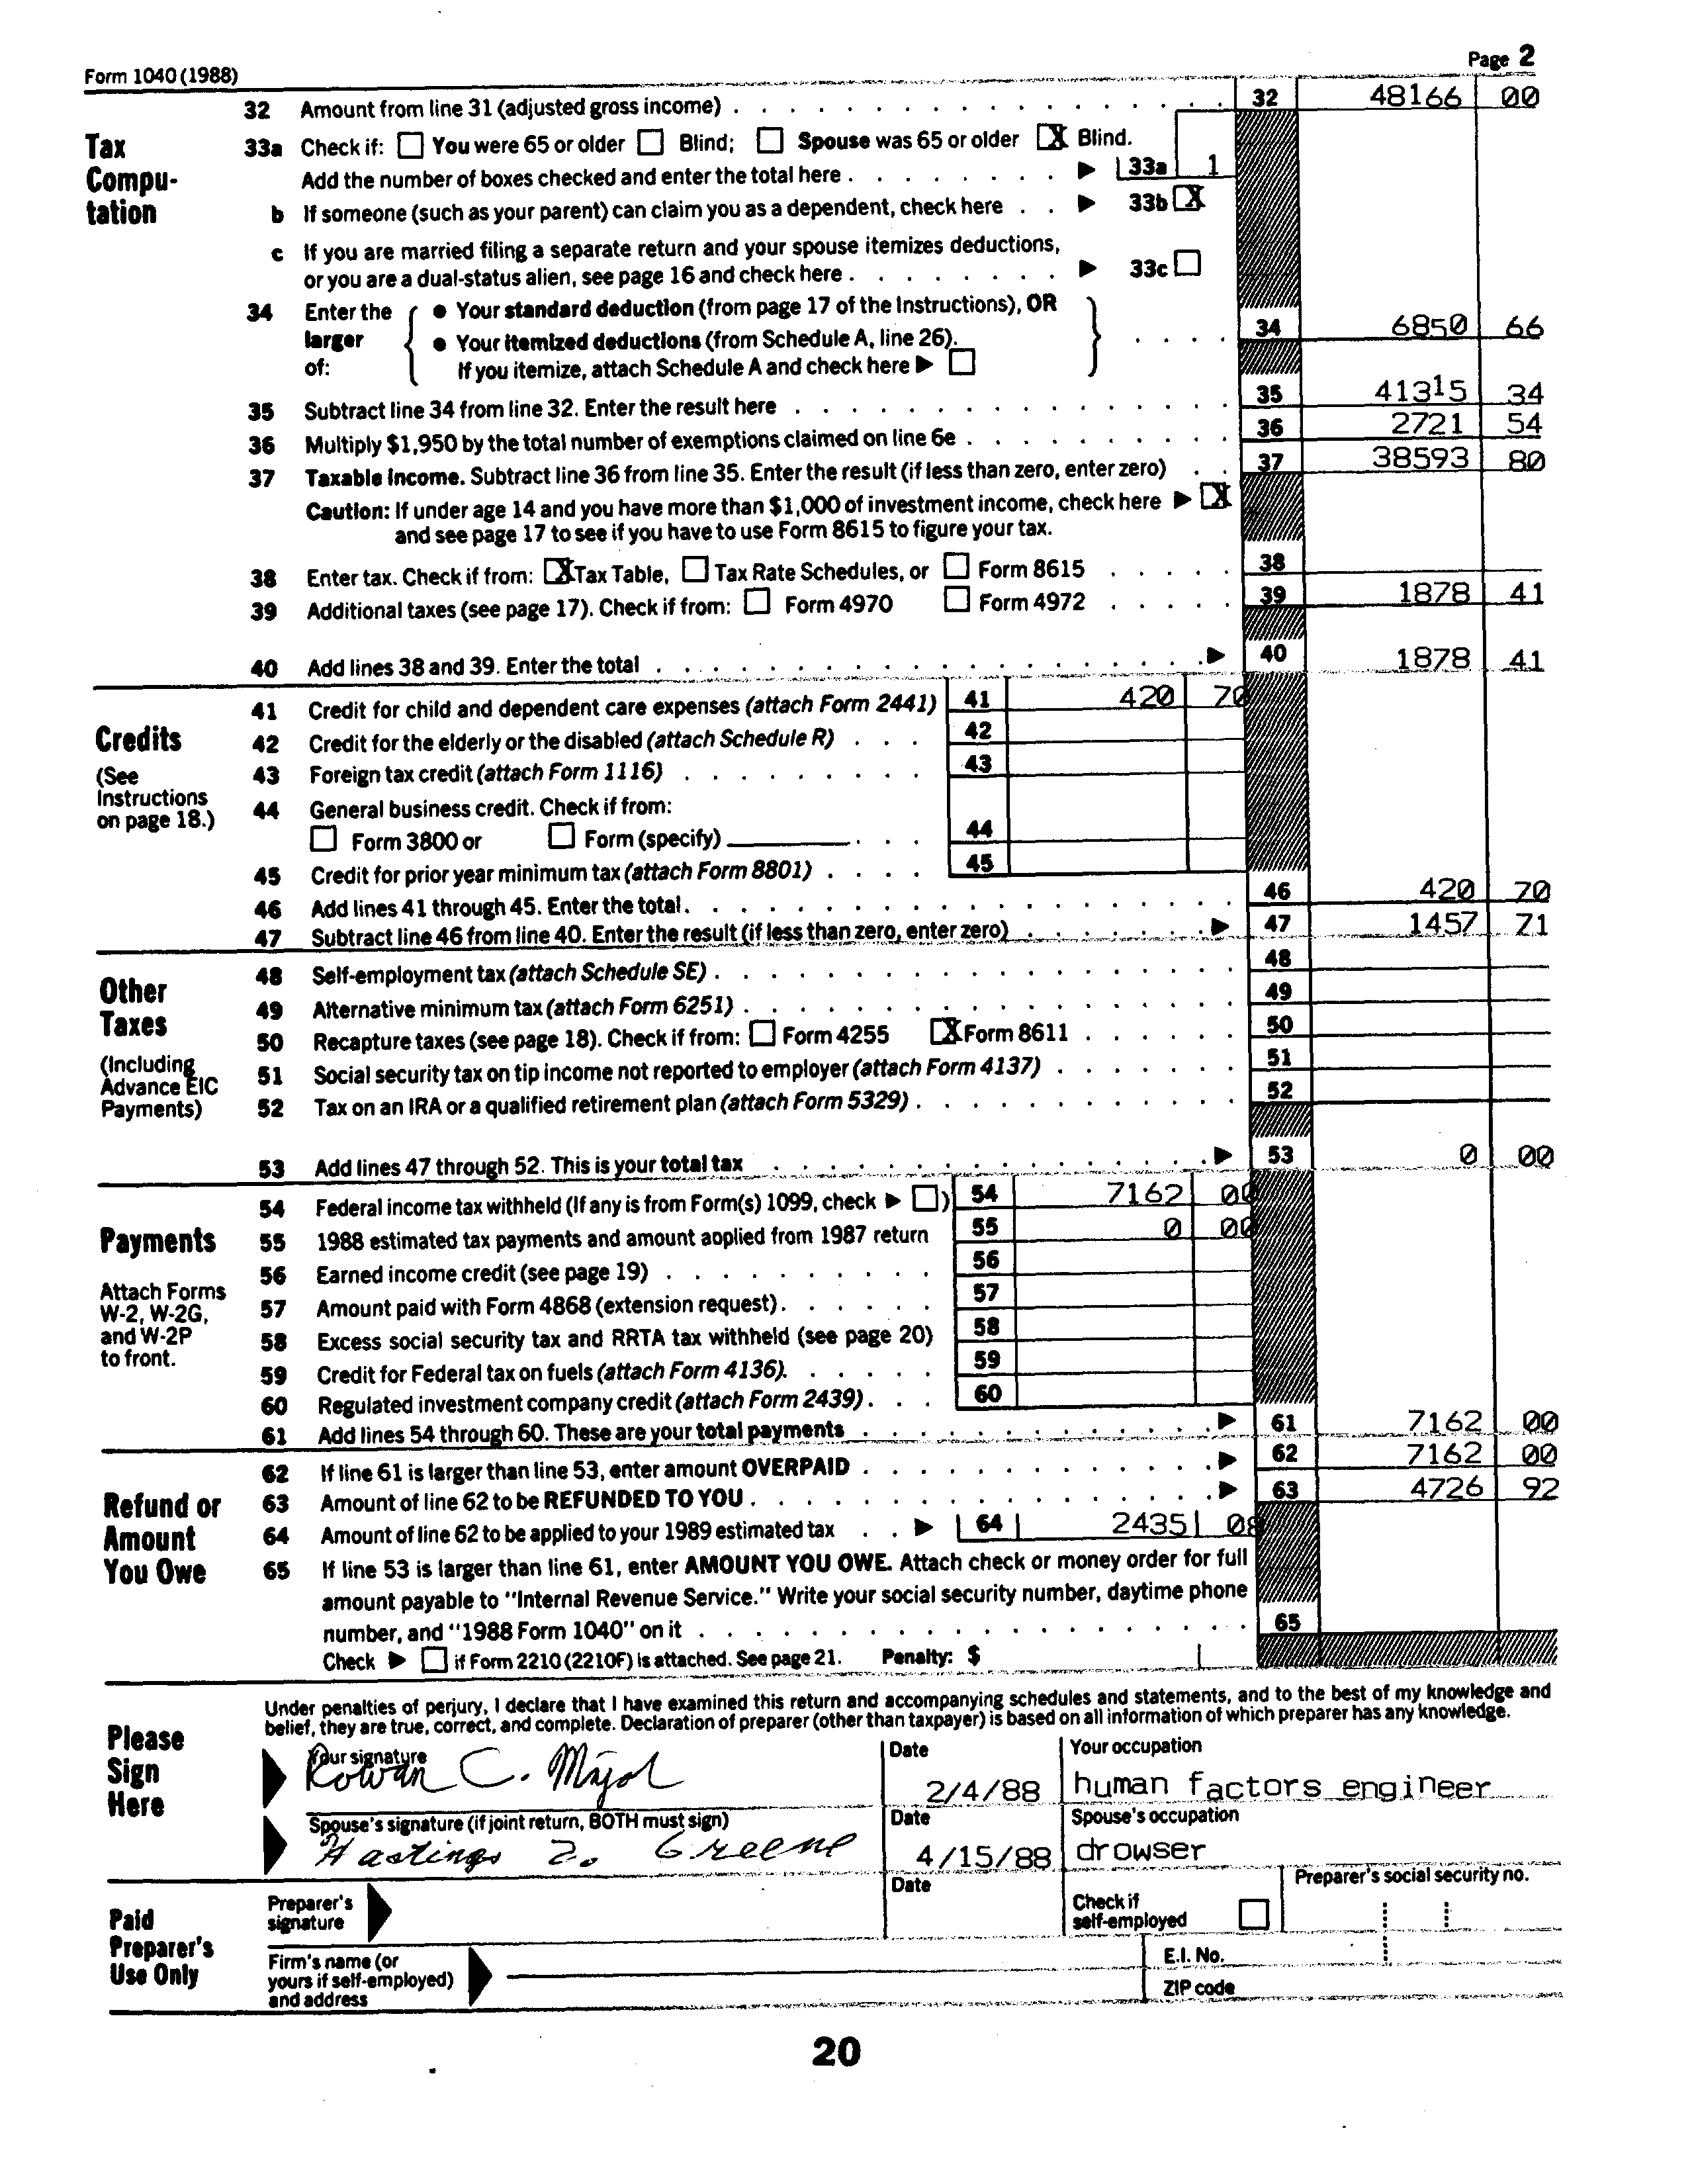 Form 1040 (1988) Page 2
32 Amount from line 31 (adjusted gross income) 32 48166 00
Tax Compu-tation
33a Check if: You were 65 or older Blind; Spouse was 65 or older X Blind.
Add the number of boxes checked and enter the total here 33a 1
b If someone (such as your parent) can claim you as a dependent, check here 33b X
c If you are married filing a separate return and your spouse itemizes deductions,
or you are a dual-status alien, see page 16 and check here 33c
34 Enter the larger of:
• Your standard deduction (from page 17 of the Instructions), OR
• Your itemized deductions (from Schedule A, line 26).
If you itemize, attach Schedule A and check here
34 6850 66
35 Subtract line 34 from line 32. Enter the result here 35 41315 34
36 Multiply $1,950 by the total number of exemptions claimed on line 6e 36 2721 54
37 Taxable income. Subtract line 36 from line 35. Enter the result (if less than zero, enter zero) 37 38593 80
Caution: If under age 14 and you have more than $1,000 of investment income, check here X
and see page 17 to see if you have to use Form 8615 to figure your tax.
38 Enter tax. Check if from: X Tax Table, Tax Rate Schedules, or Form 8615 38
39 Additional taxes (see page 17). Check if from: Form 4970 Form 4972 39 1878 41
40 Add lines 38 and 39. Enter the total 40 1878 41
Credits
(See Instructions on page 18.)
41 Credit for child and dependent care expenses (attach Form 2441) 41 420 70
42 Credit for the elderly or the disabled (attach Schedule R) 42
43 Foreign tax credit (attach Form 1116) 43
44 General business credit. Check if from:
Form 3800 or Form (specify) 44
45 Credit for prior year minimum tax (attach Form 8801) 45
46 Add lines 41 through 45. Enter the total 46 420 70
47 Subtract line 46 from line 40. Enter the result (if less than zero, enter zero) 47 1457 71
Other Taxes
(Including Advance EIC Payments)
48 Self-employment tax (attach Schedule SE) 48
49 Alternative minimum tax (attach Form 6251) 49
50 Recapture taxes (see page 18). Check if from: Form 4255 X Form 8611 50
51 Social security tax on tip income not reported to employer (attach Form 4137) 51
52 Tax on an IRA or a qualified retirement plan (attach Form 5329) 52
53 Add lines 47 through 52. This is your total tax 53 0 00
Payments
Attach Forms W-2, W-2G, and W-2P to front.
54 Federal income tax withheld (If any is from Form(s) 1099, check ) 54 7162 00
55 1988 estimated tax payments and amount applied from 1987 return 55 0 00
56 Earned income credit (see page 19) 56
57 Amount paid with Form 4868 (extension request) 57
58 Excess social security tax and RRTA tax withheld (see page 20) 58
59 Credit for Federal tax on fuels (attach Form 4136) 59
60 Regulated investment company credit (attach Form 2439) 60
61 Add lines 54 through 60. These are your total payments 61 7162 00
Refund or Amount You Owe
62 If line 61 is larger than line 53, enter amount OVERPAID 62 7162 00
63 Amount of line 62 to be REFUNDED TO YOU 63 4726 92
64 Amount of line 62 to be applied to your 1989 estimated tax 64 2435 08
65 If line 53 is larger than line 61, enter AMOUNT YOU OWE. Attach check or money order for full
amount payable to "Internal Revenue Service." Write your social security number, daytime phone
number, and "1988 Form 1040" on it 65
Check if Form 2210 (2210F) is attached. See page 21. Penalty: $
Please Sign Here
Under penalties of perjury, I declare that I have examined this return and accompanying schedules and statements, and to the best of my knowledge and
belief, they are true, correct, and complete. Declaration of preparer (other than taxpayer) is based on all information of which preparer has any knowledge.
Your signature Date Your occupation
Rowan C. Major 2/4/88 human factors engineer
Spouse's signature (if joint return, BOTH must sign) Date Spouse's occupation
Hastings Z. Greene 4/15/88 drowser
Paid Preparer's Use Only
Preparer's signature Date Check if self-employed Preparer's social security no.
Firm's name (or yours if self-employed) and address E.I. No.
ZIP code
20